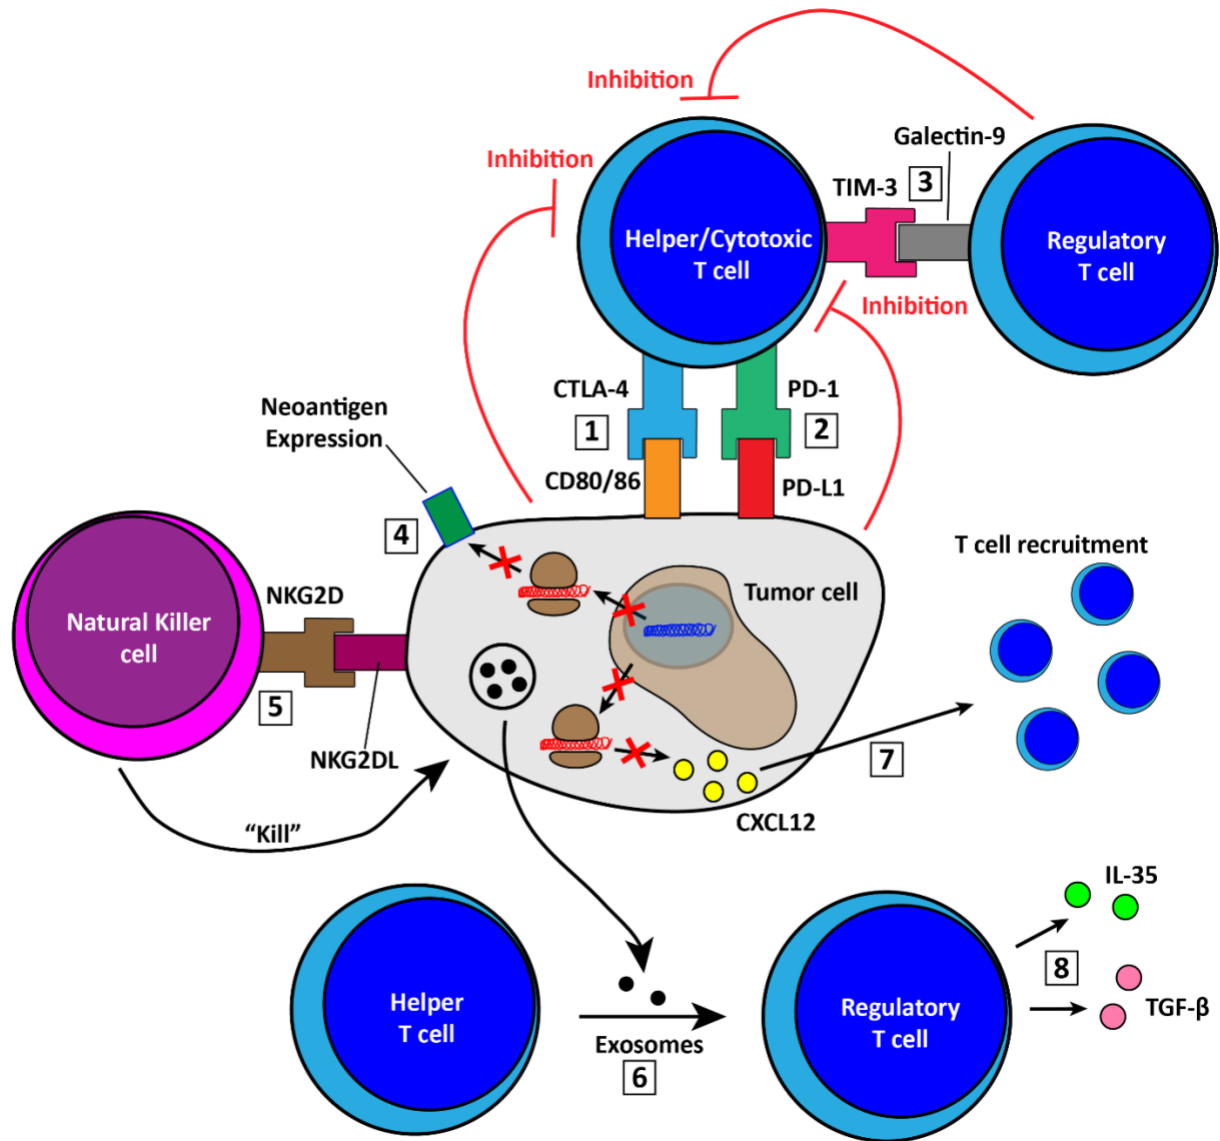 Inhibition
Galectin-9
Inhibition
TIM-3
3
Helper/Cytotoxic
T cell
Regulatory
T cell
Inhibition
CTLA-4
PD-1
1
2
Neoantigen
Expression
CD80/86
PD-L1
4
T cell recruitment
Tumor cell
NKG2D
Natural Killer
cell
5
NKG2DL
7
CXCL12
"Kill"
IL-35
8
Helper
T cell
Regulatory
T cell
TGF-β
Exosomes
6